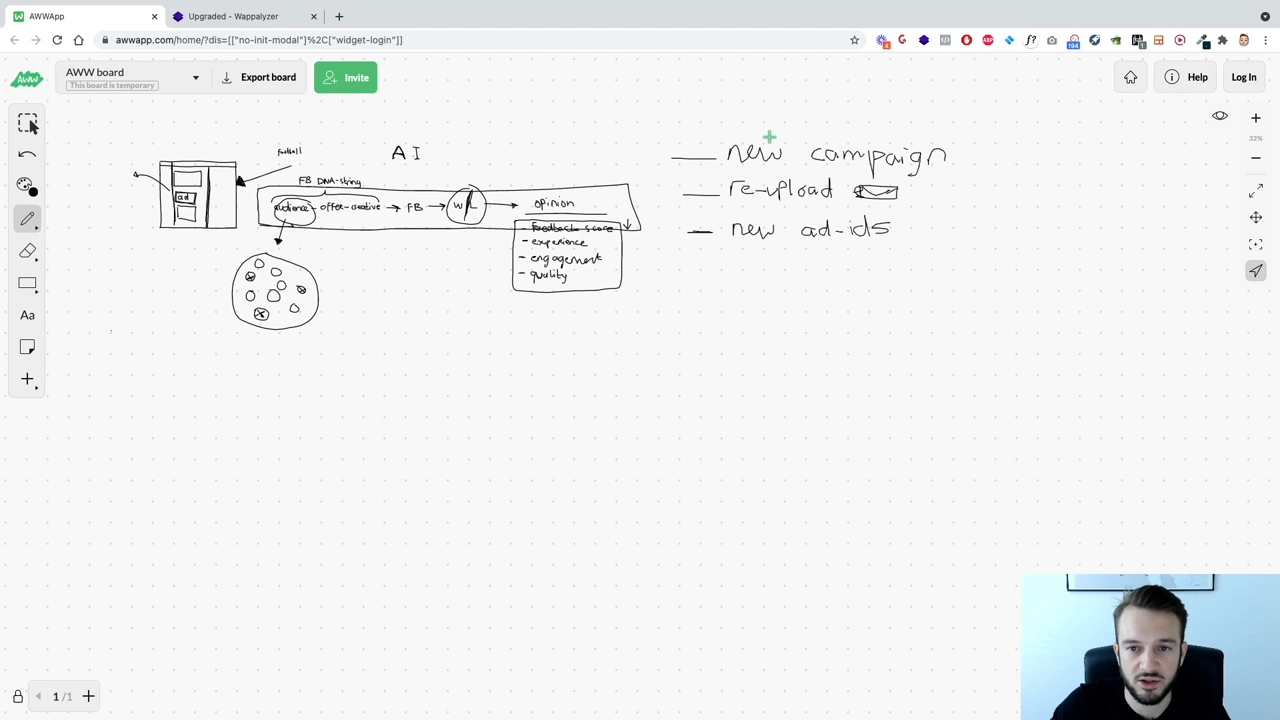 AWWApp
Upgraded - Wappalyzer
awwapp.com/home/?dis=[["no-init-modal"]%2C["widget-login"]]
AWW board
This board is temporary
Export board
Invite
Help
Log In
32%
Aa
1 / 1
Football
AI
FB DNA-string
ad
audience - offer-creative → FB → W/L → opinion
- feedback score
- experience
- engagement
- quality
new campaign
re-upload
new ad-ids